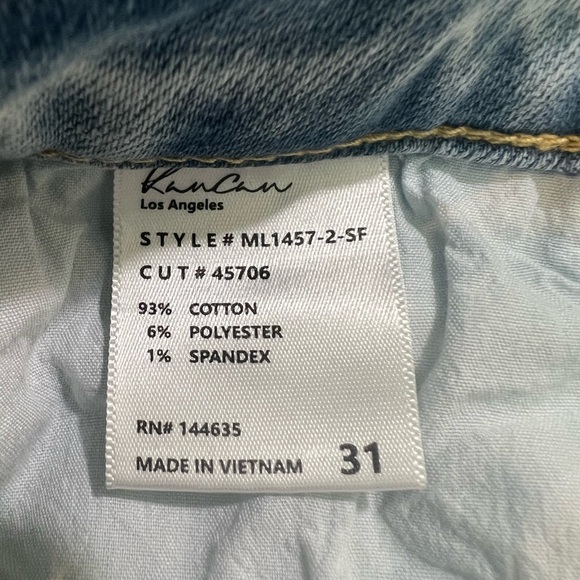 KanCan
Los Angeles
STYLE# ML1457-2-SF
CUT# 45706
93% COTTON
6% POLYESTER
1% SPANDEX
RN# 144635
MADE IN VIETNAM 31